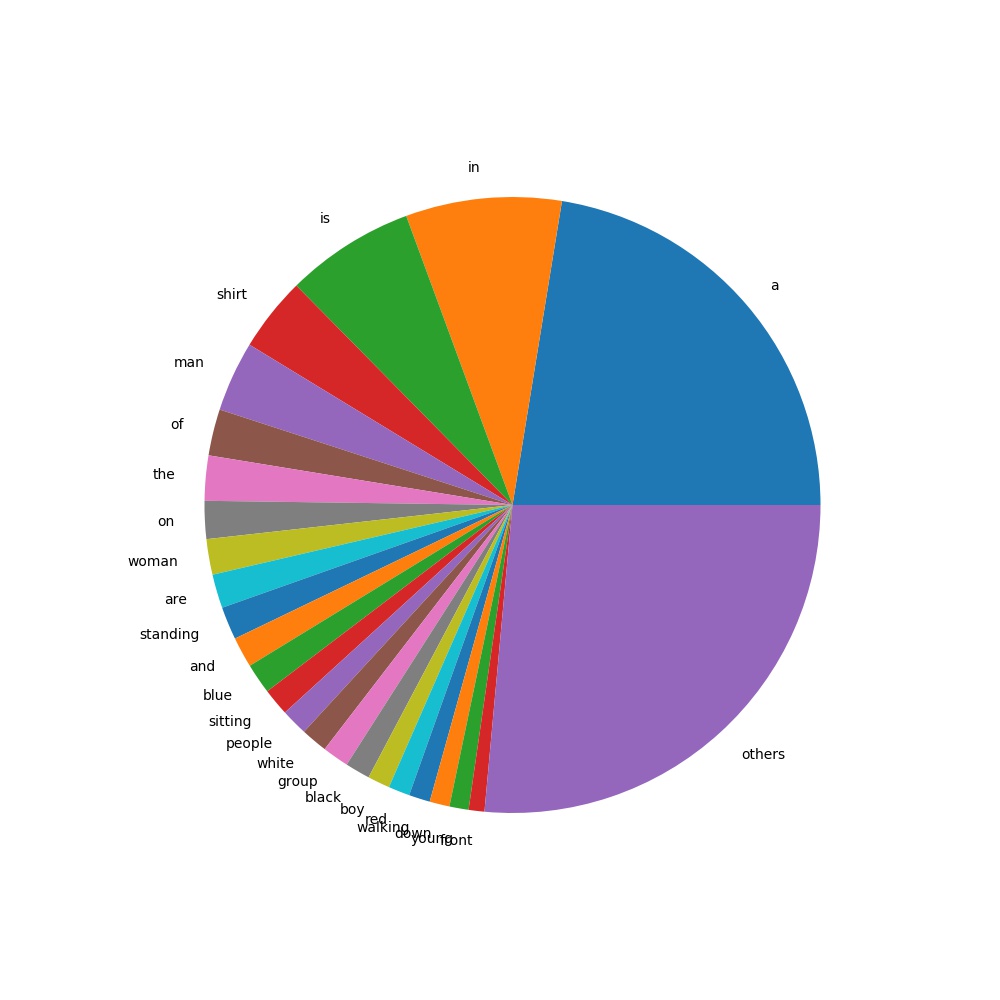 in
is
a
shirt
man
of
the
on
woman
are
standing
and
blue
sitting
people
white
group
black
boy
red
walking
down
young
front
others